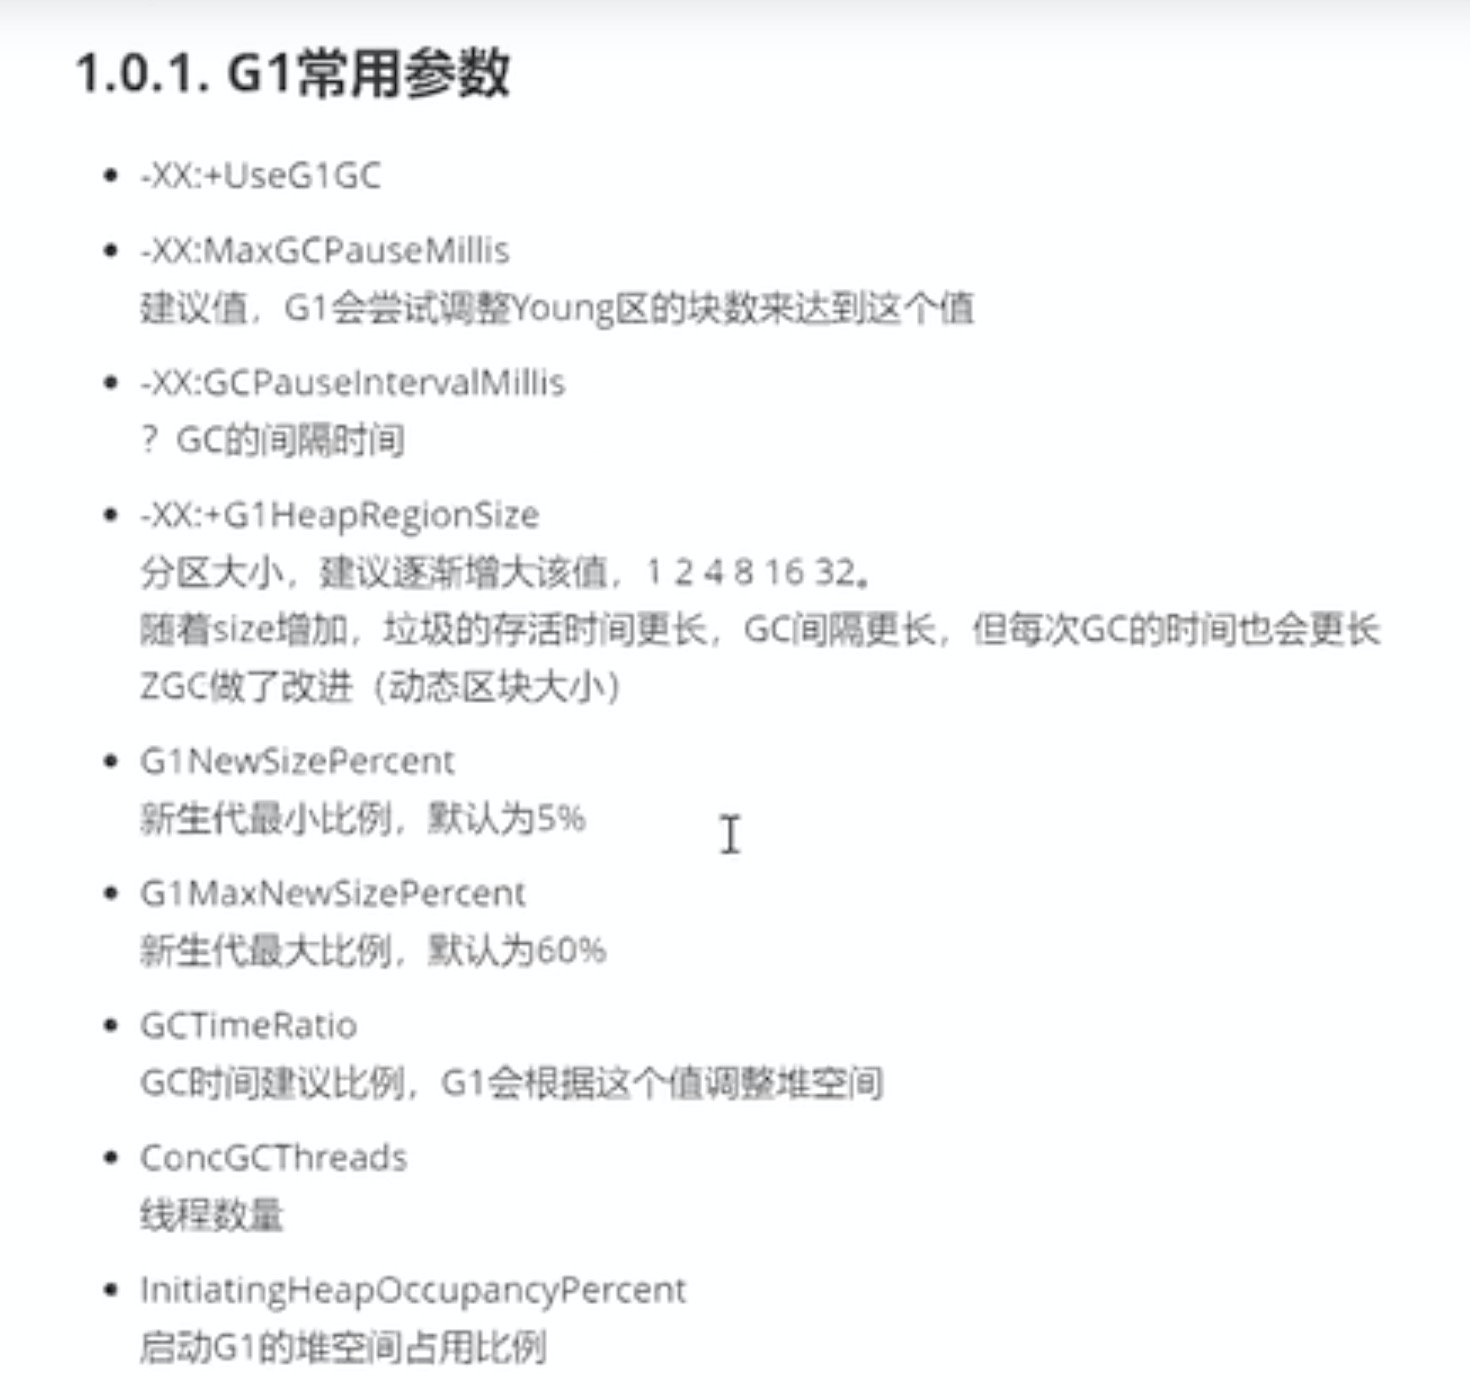 1.0.1. G1常用参数
-XX:+UseG1GC
-XX:MaxGCPauseMillis
建议值，G1会尝试调整Young区的块数来达到这个值
-XX:GCPauseIntervalMillis
？GC的间隔时间
-XX:+G1HeapRegionSize
分区大小，建议逐渐增大该值，1 2 4 8 16 32。
随着size增加，垃圾的存活时间更长，GC间隔更长，但每次GC的时间也会更长
ZGC做了改进（动态区块大小）
G1NewSizePercent
新生代最小比例，默认为5%
G1MaxNewSizePercent
新生代最大比例，默认为60%
GCTimeRatio
GC时间建议比例，G1会根据这个值调整堆空间
ConcGCThreads
线程数量
InitiatingHeapOccupancyPercent
启动G1的堆空间占用比例